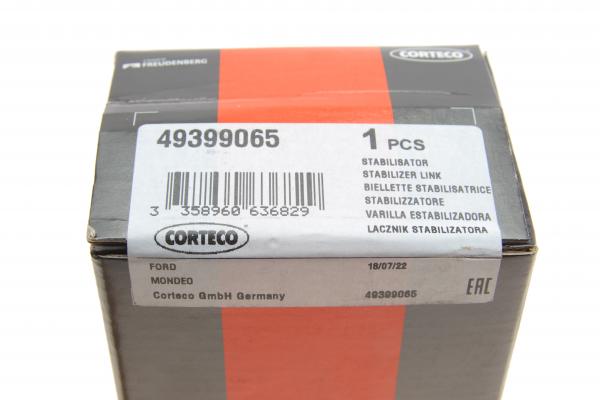 FREUDENBERG
CORTECO
49399065
1 PCS
STABILISATOR
STABILIZER LINK
BIELLETTE STABILISATRICE
STABILIZZATORE
VARILLA ESTABILIZADORA
LACZNIK STABILIZATORA
3 358960 636829
CORTECO
FORD 18/07/22
MONDEO
Corteco GmbH Germany 49399065
EAC